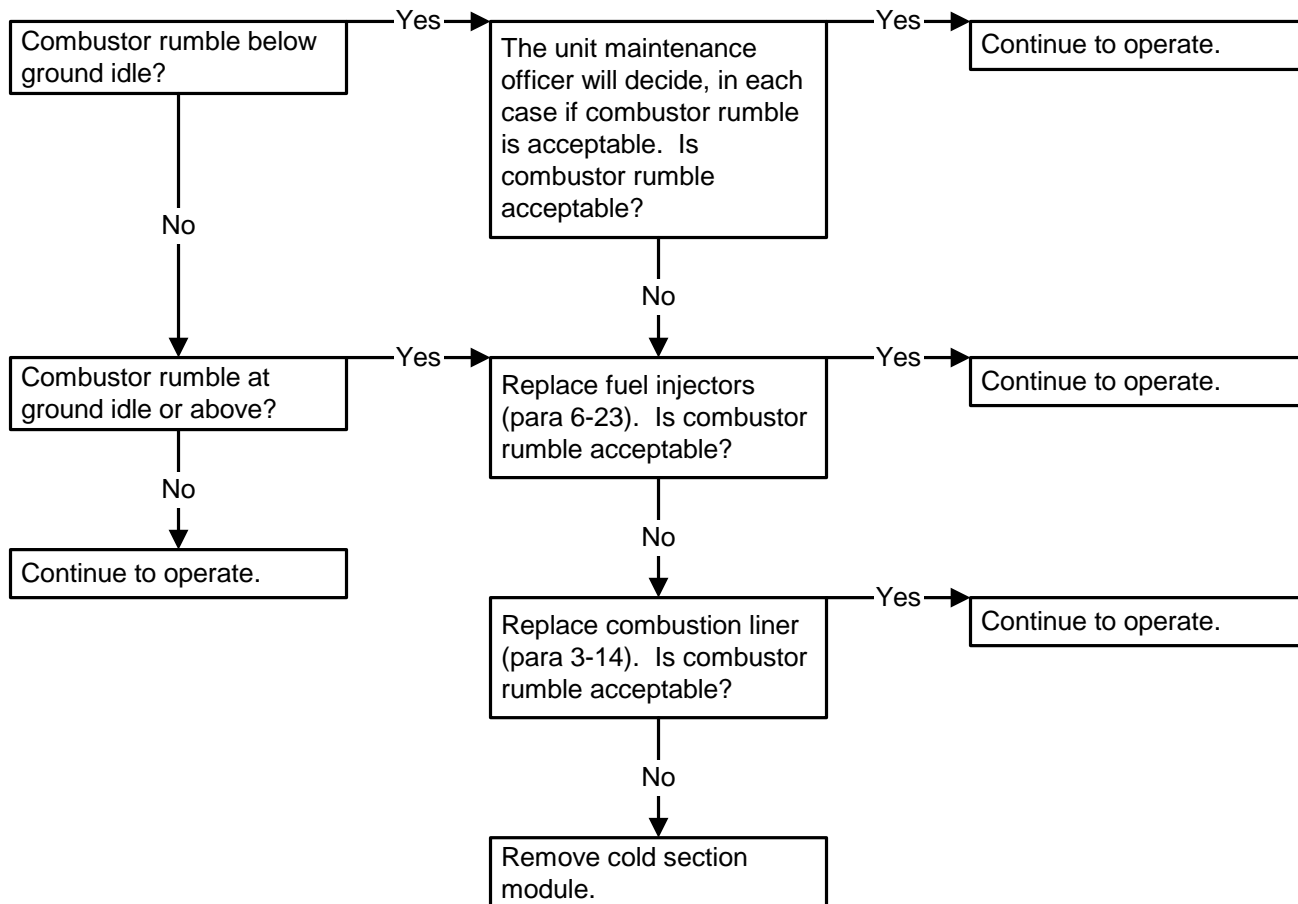 Combustor rumble below
ground idle?
Yes
The unit maintenance
officer will decide, in each
case if combustor rumble
is acceptable.  Is
combustor rumble
acceptable?
Yes
Continue to operate.
No
No
Combustor rumble at
ground idle or above?
Yes
Replace fuel injectors
(para 6-23).  Is combustor
rumble acceptable?
Yes
Continue to operate.
No
No
Continue to operate.
Replace combustion liner
(para 3-14).  Is combustor
rumble acceptable?
Yes
Continue to operate.
No
Remove cold section
module.